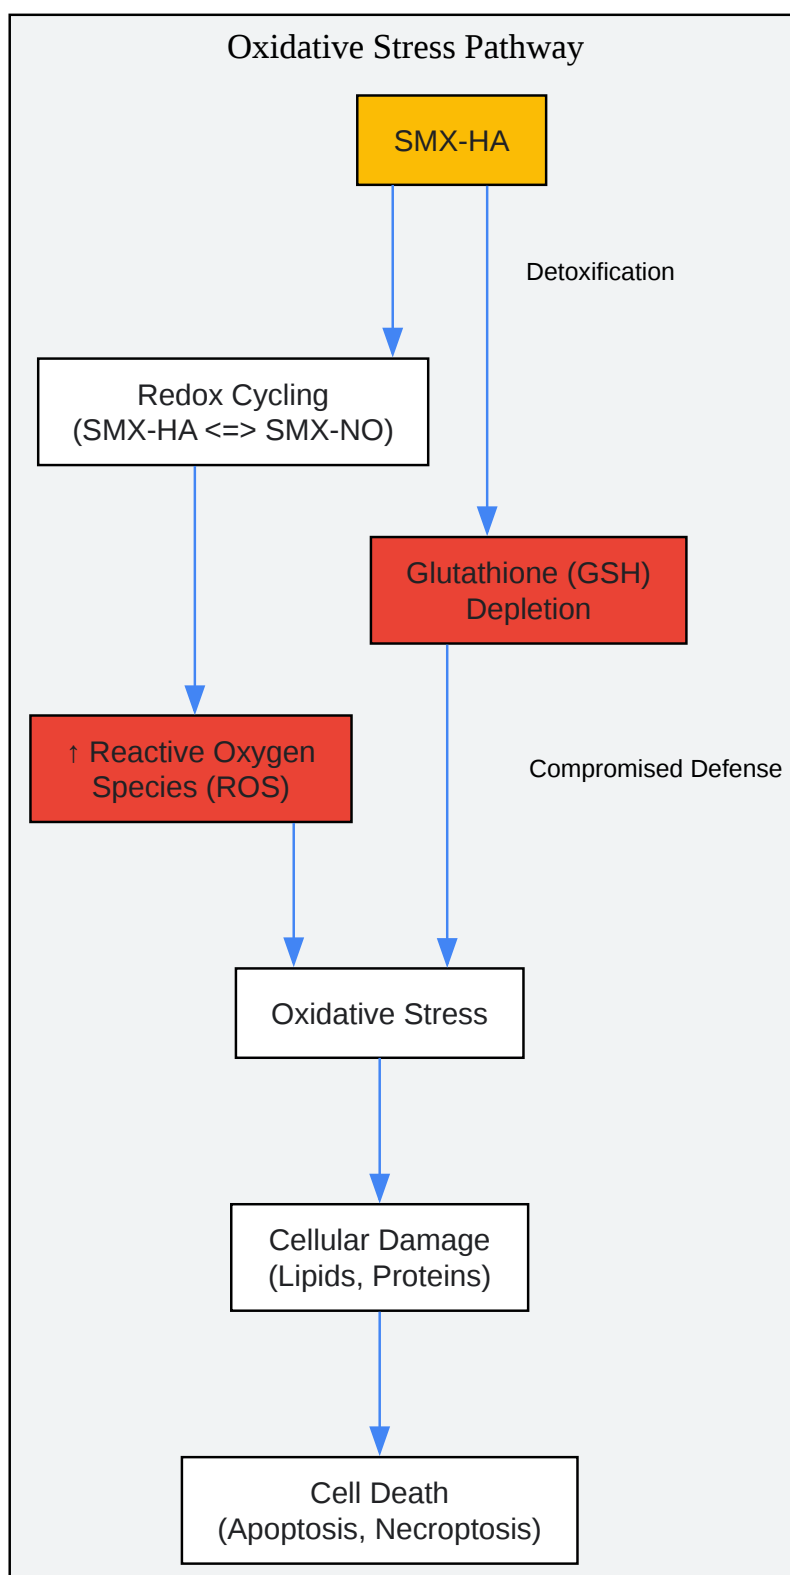 Oxidative Stress Pathway
SMX-HA
Detoxification
Redox Cycling
(SMX-HA <=> SMX-NO)
Glutathione (GSH)
Depletion
↑ Reactive Oxygen
Species (ROS)
Compromised Defense
Oxidative Stress
Cellular Damage
(Lipids, Proteins)
Cell Death
(Apoptosis, Necroptosis)